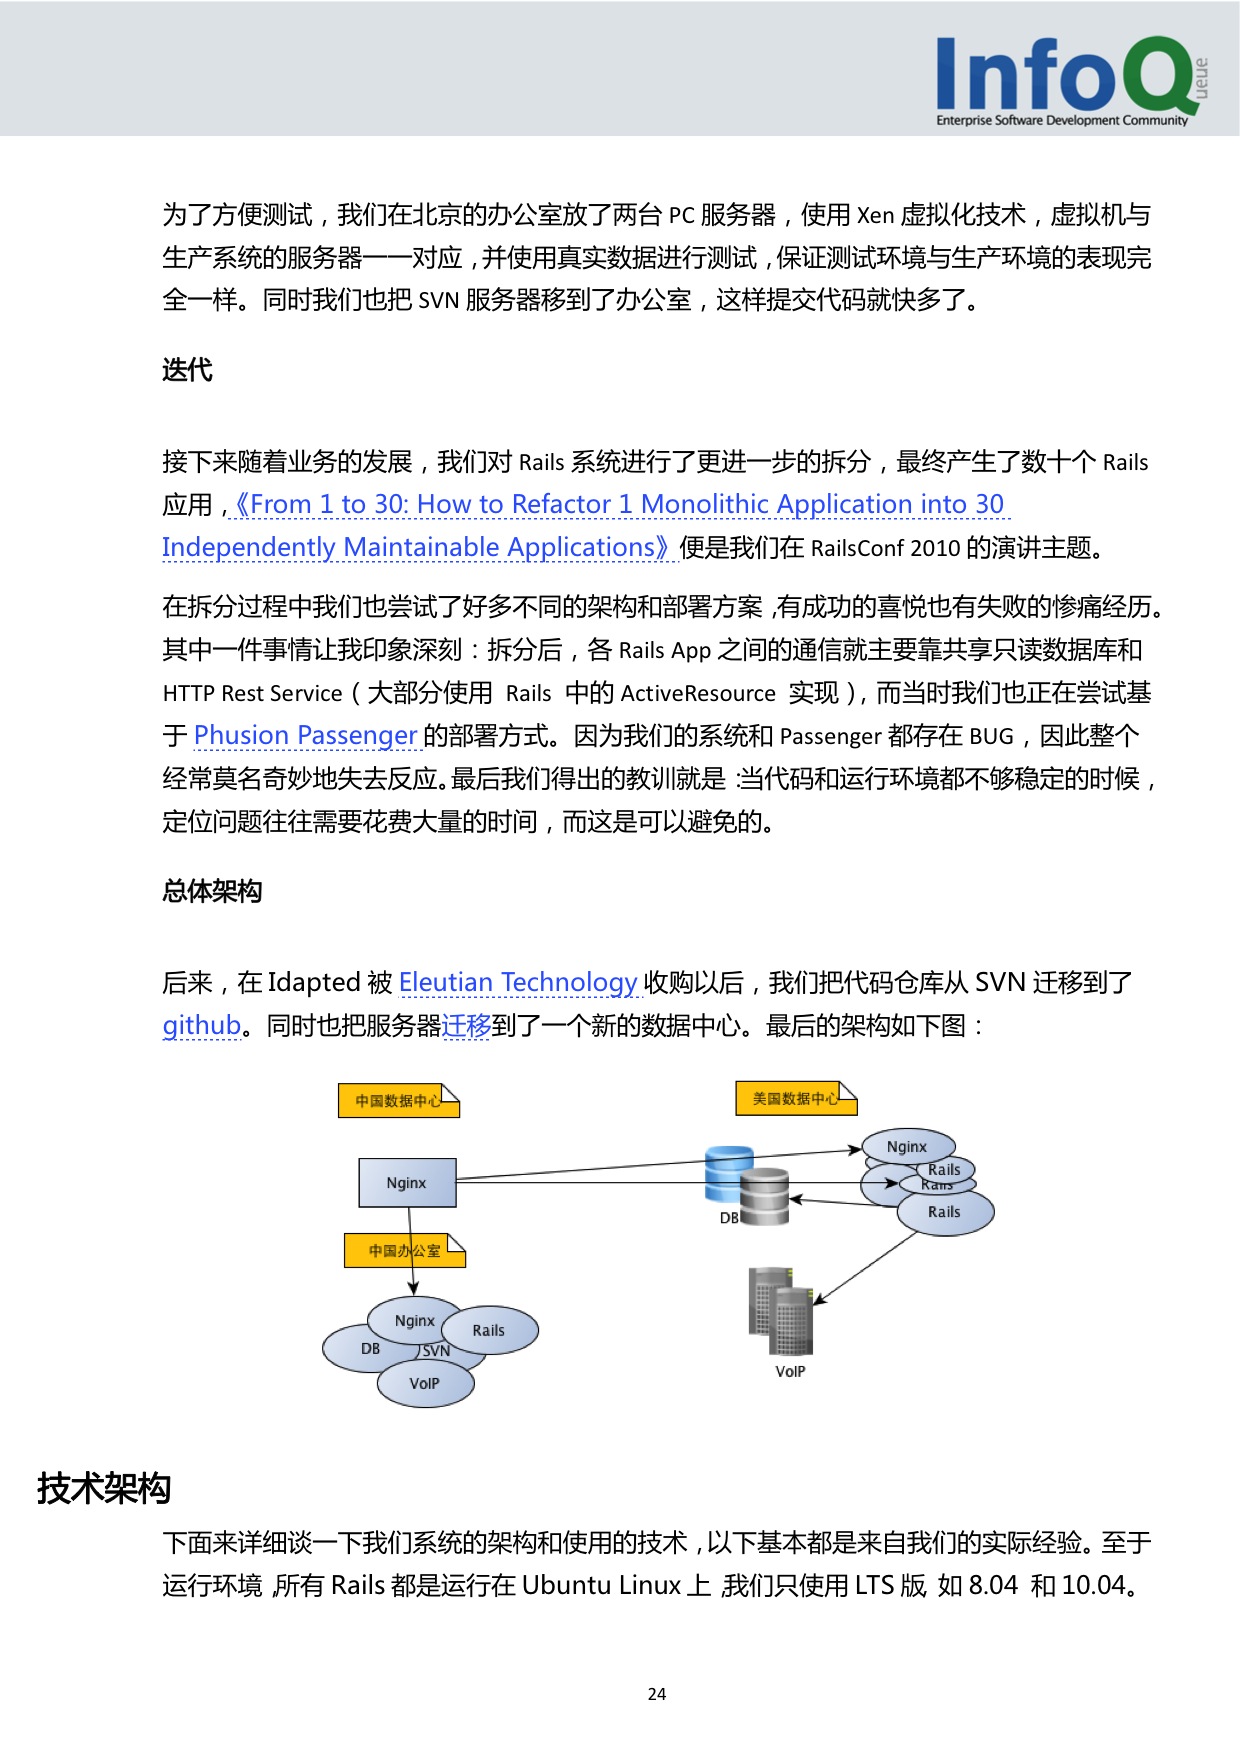 InfoQueue
Enterprise Software Development Community
为了方便测试，我们在北京的办公室放了两台 PC 服务器，使用 Xen 虚拟化技术，虚拟机与
生产系统的服务器一一对应，并使用真实数据进行测试，保证测试环境与生产环境的表现完
全一样。同时我们也把 SVN 服务器移到了办公室，这样提交代码就快多了。
迭代
接下来随着业务的发展，我们对 Rails 系统进行了更进一步的拆分，最终产生了数十个 Rails
应用，《From 1 to 30: How to Refactor 1 Monolithic Application into 30
Independently Maintainable Applications》便是我们在 RailsConf 2010 的演讲主题。
在拆分过程中我们也尝试了好多不同的架构和部署方案，有成功的喜悦也有失败的惨痛经历。
其中一件事情让我印象深刻：拆分后，各 Rails App 之间的通信就主要靠共享只读数据库和
HTTP Rest Service（大部分使用 Rails 中的 ActiveResource 实现），而当时我们也正在尝试基
于 Phusion Passenger 的部署方式。因为我们的系统和 Passenger 都存在 BUG，因此整个
经常莫名奇妙地失去反应。最后我们得出的教训就是：当代码和运行环境都不够稳定的时候，
定位问题往往需要花费大量的时间，而这是可以避免的。
总体架构
后来，在 Idapted 被 Eleutian Technology 收购以后，我们把代码仓库从 SVN 迁移到了
github。同时也把服务器迁移到了一个新的数据中心。最后的架构如下图：
中国数据中心
美国数据中心
Nginx
Rails
Rails
Rails
Nginx
DB
中国办公室
Nginx
Rails
DB
SVN
VoIP
VoIP
技术架构
下面来详细谈一下我们系统的架构和使用的技术，以下基本都是来自我们的实际经验。至于
运行环境，所有 Rails 都是运行在 Ubuntu Linux 上，我们只使用 LTS 版，如 8.04 和 10.04。
24